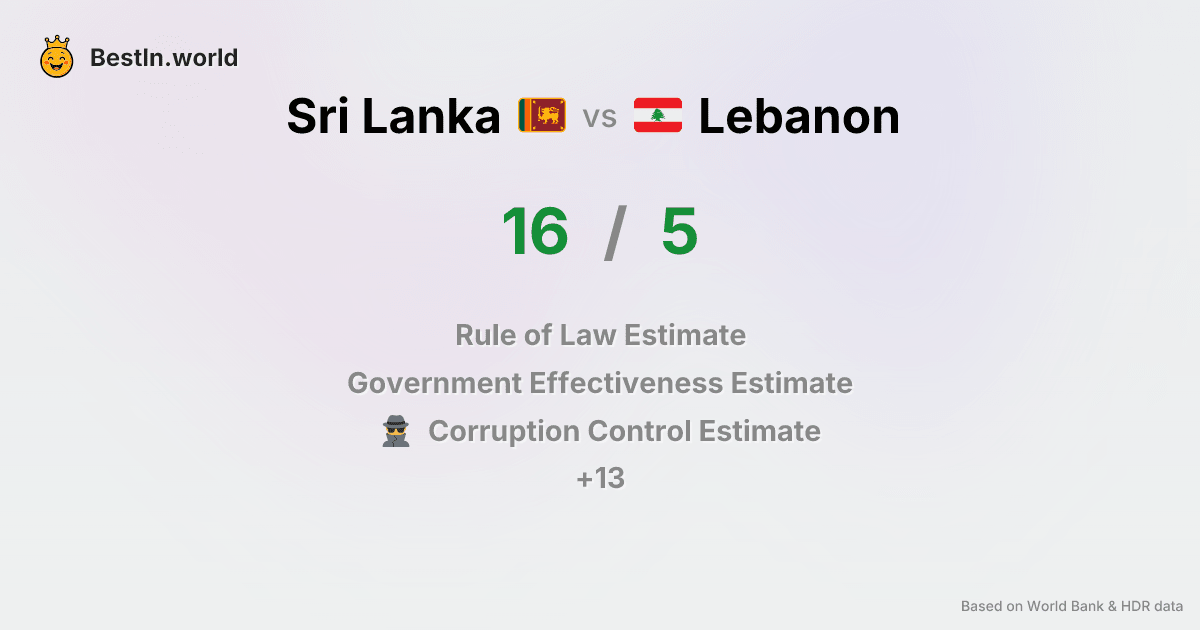 BestIn.world
Sri Lanka vs Lebanon
16 / 5
Rule of Law Estimate
Government Effectiveness Estimate
Corruption Control Estimate
+13
Based on World Bank & HDR data